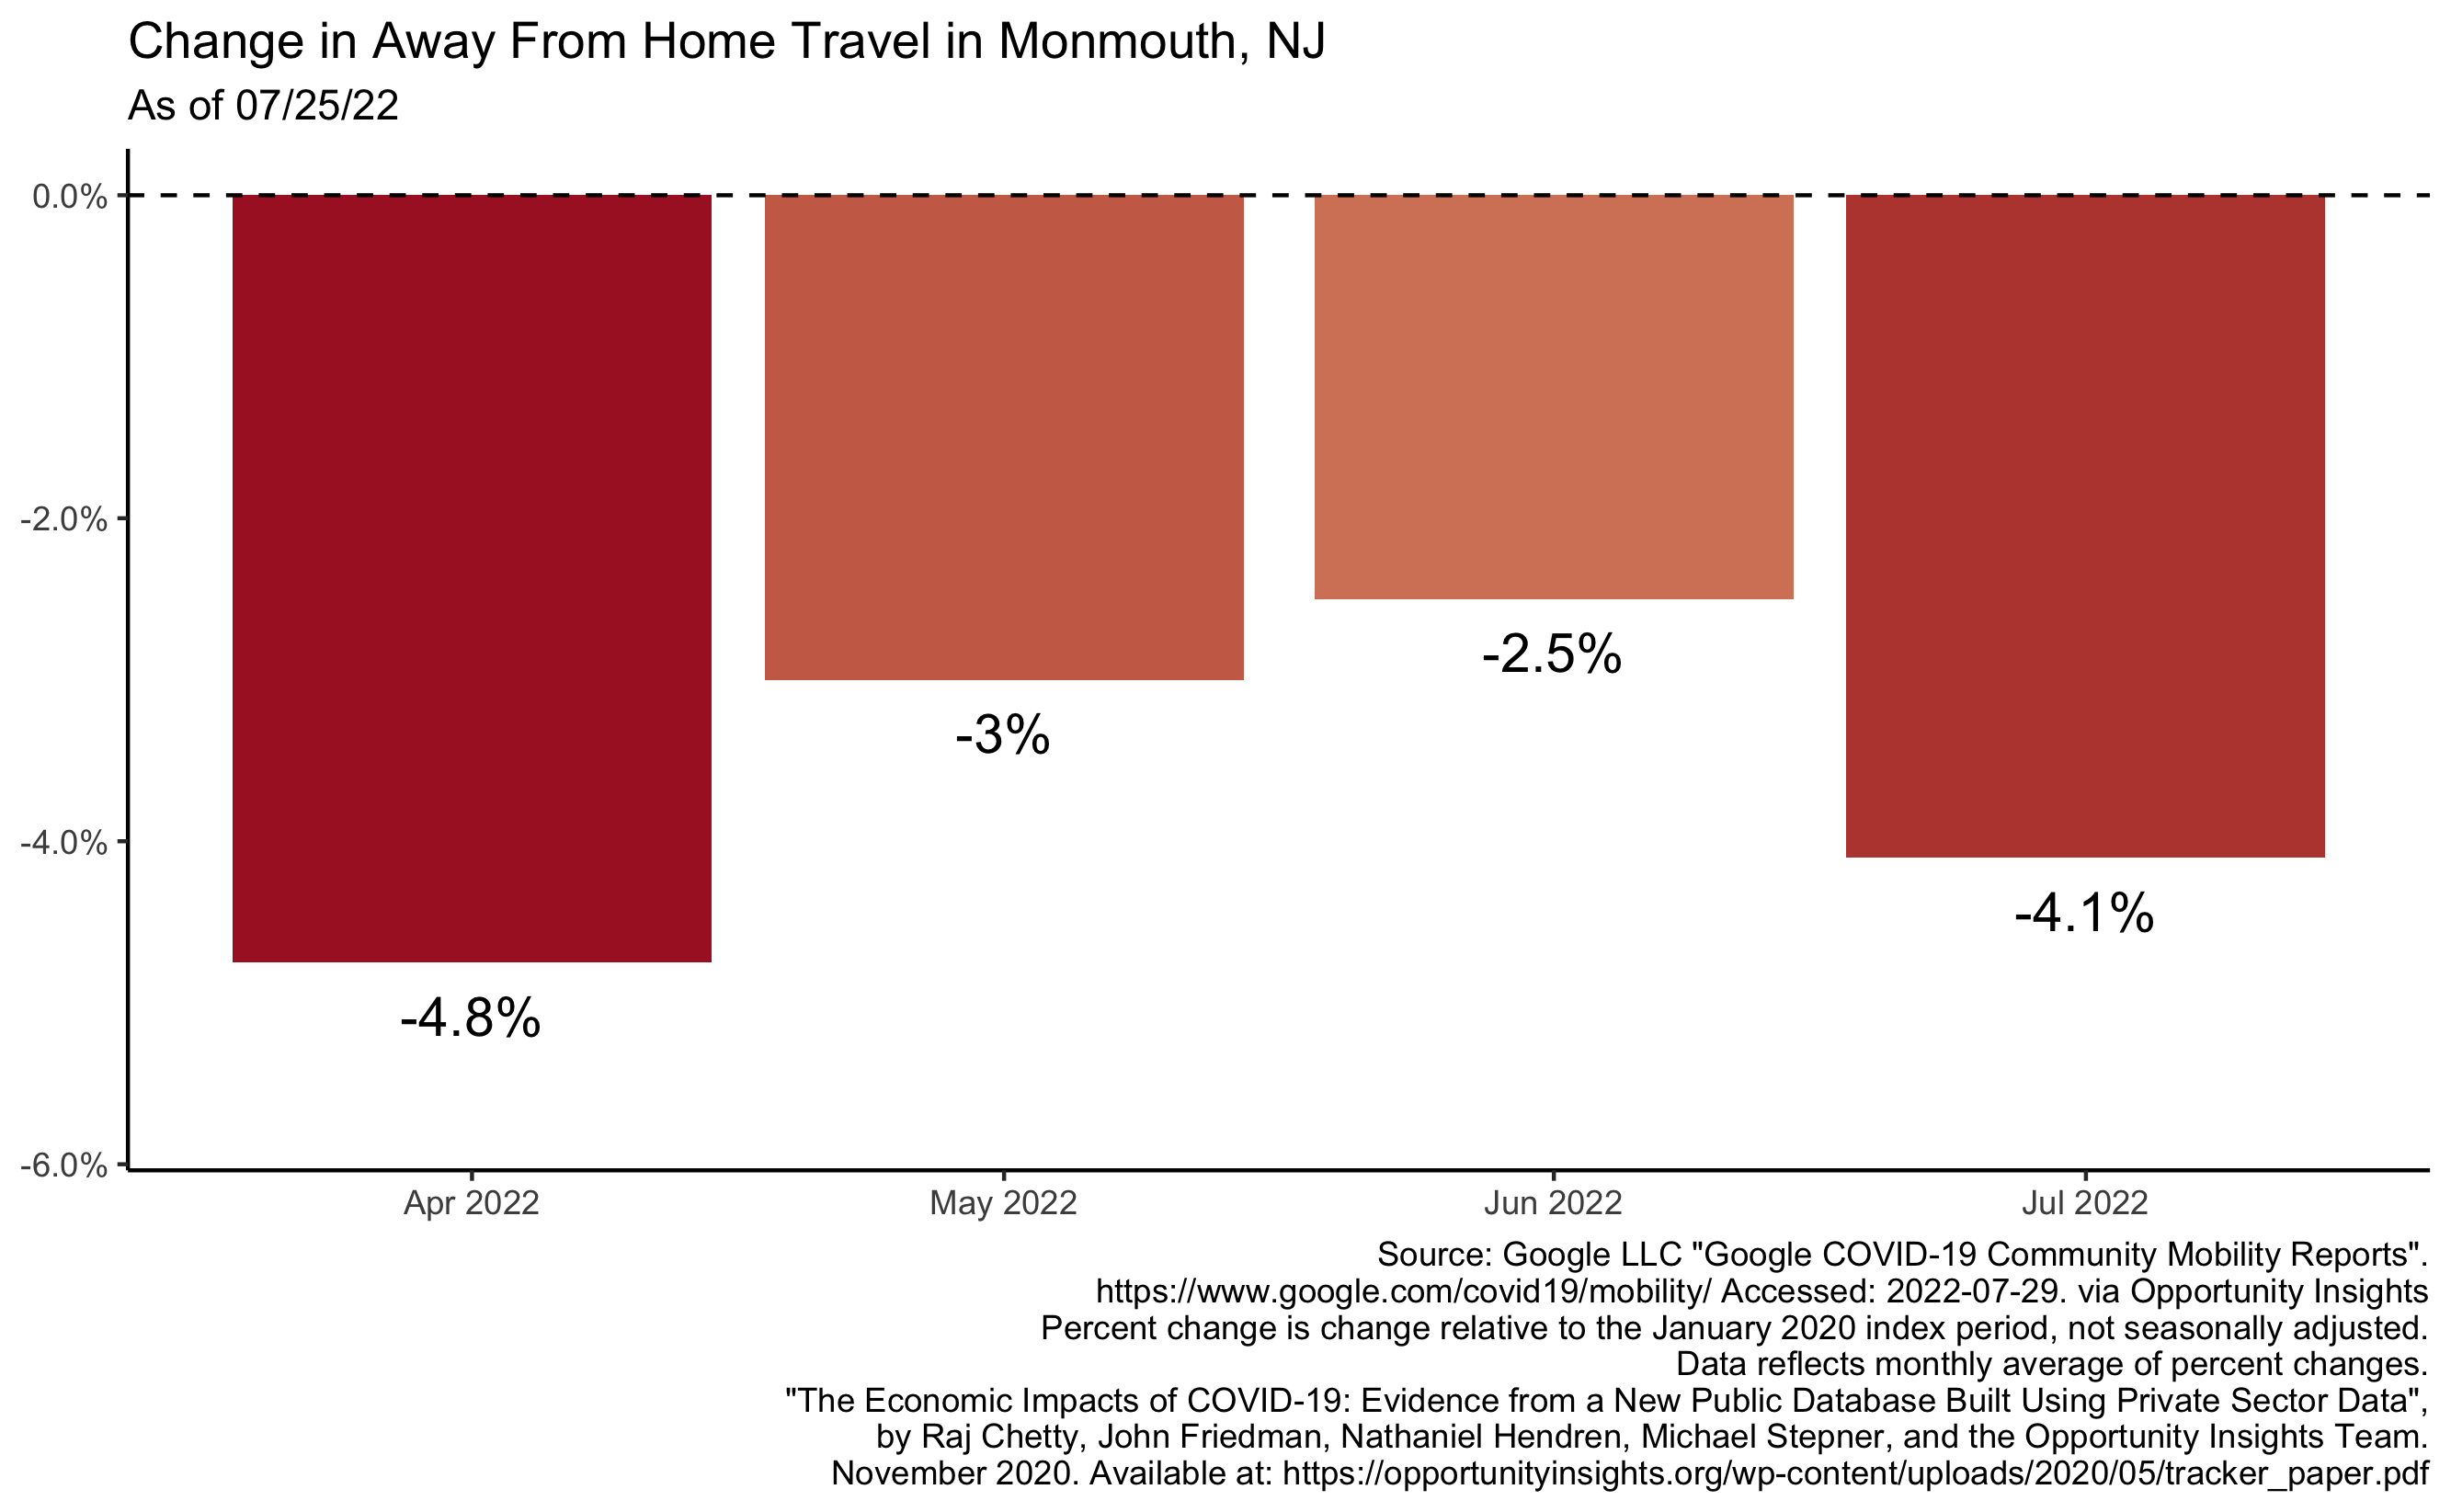 Change in Away From Home Travel in Monmouth, NJ
As of 07/25/22
0.0%
-2.0%
-4.0%
-6.0%
-4.8%
-3%
-2.5%
-4.1%
Apr 2022
May 2022
Jun 2022
Jul 2022
Source: Google LLC "Google COVID-19 Community Mobility Reports".
https://www.google.com/covid19/mobility/ Accessed: 2022-07-29. via Opportunity Insights
Percent change is change relative to the January 2020 index period, not seasonally adjusted.
Data reflects monthly average of percent changes.
"The Economic Impacts of COVID-19: Evidence from a New Public Database Built Using Private Sector Data",
by Raj Chetty, John Friedman, Nathaniel Hendren, Michael Stepner, and the Opportunity Insights Team.
November 2020. Available at: https://opportunityinsights.org/wp-content/uploads/2020/05/tracker_paper.pdf